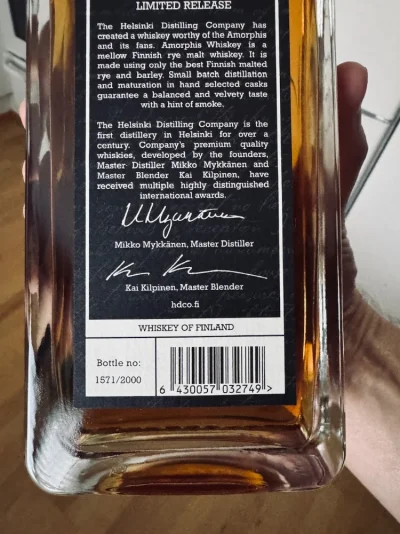 LIMITED RELEASE
The Helsinki Distilling Company has
created a whiskey worthy of the Amorphis
and its fans. Amorphis Whiskey is a
mellow Finnish rye malt whiskey. It is
made using only the best Finnish malted
rye and barley. Small batch distillation
and maturation in hand selected casks
guarantee a balanced and velvety taste
with a hint of smoke.
The Helsinki Distilling Company is the
first distillery in Helsinki for over a
century. Company's premium quality
whiskies, developed by the founders,
Master Distiller Mikko Mykkänen and
Master Blender Kai Kilpinen, have
received multiple highly distinguished
international awards.
Mikko Mykkänen, Master Distiller
Kai Kilpinen, Master Blender
hdco.fi
WHISKEY OF FINLAND
Bottle no:
1571/2000
6 430057 032749 >